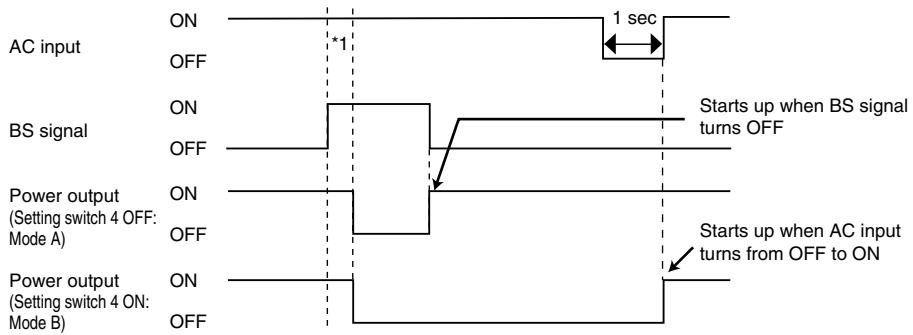 AC input
ON
OFF
*1
1 sec
BS signal
ON
OFF
Starts up when BS signal
turns OFF
Power output
(Setting switch 4 OFF:
Mode A)
ON
OFF
Starts up when AC input
turns from OFF to ON
Power output
(Setting switch 4 ON:
Mode B)
ON
OFF